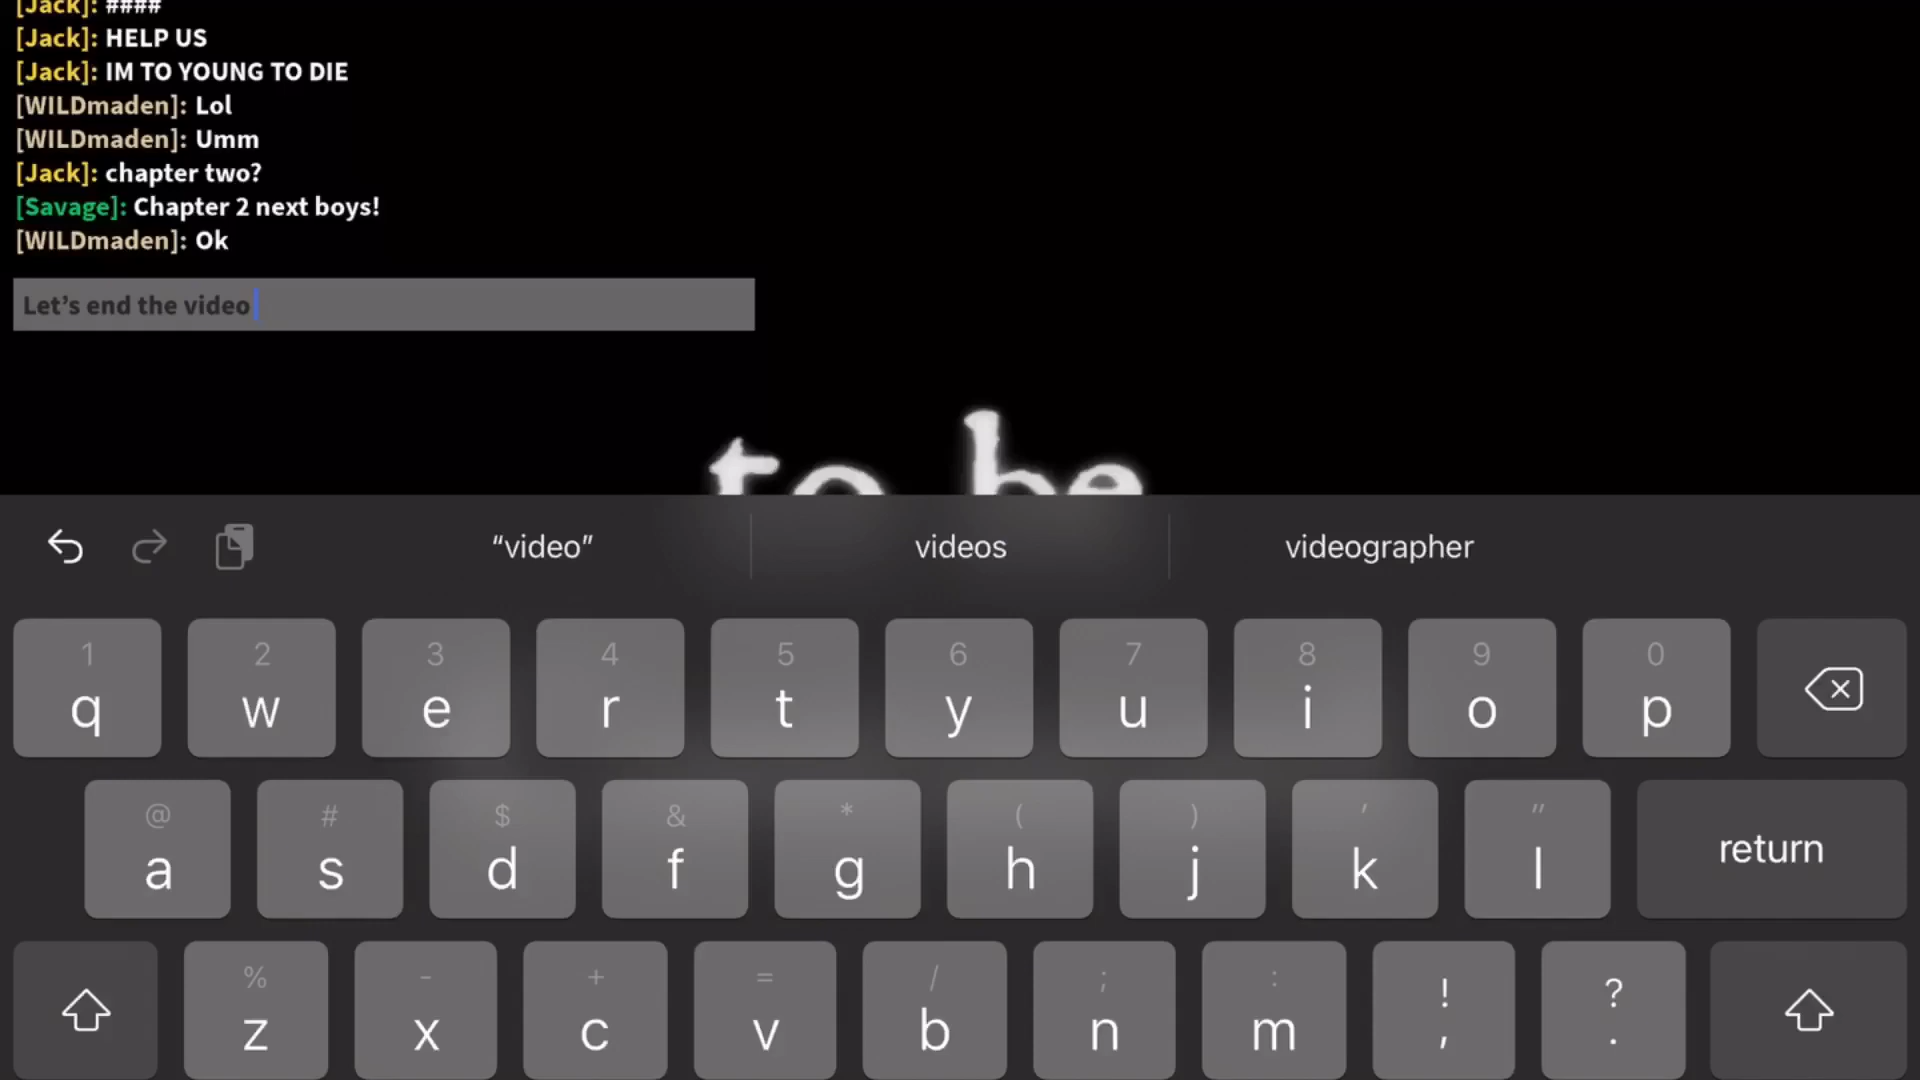 [Jack]: ####
[Jack]: HELP US
[Jack]: IM TO YOUNG TO DIE
[WILDmaden]: Lol
[WILDmaden]: Umm
[Jack]: chapter two?
[Savage]: Chapter 2 next boys!
[WILDmaden]: Ok
Let’s end the video
to be
“video” videos videographer
1 2 3 4 5 6 7 8 9 0
q w e r t y u i o p
@ # $ & * ( ) ' "
a s d f g h j k l return
% - + = / ; : ! ?
z x c v b n m , .